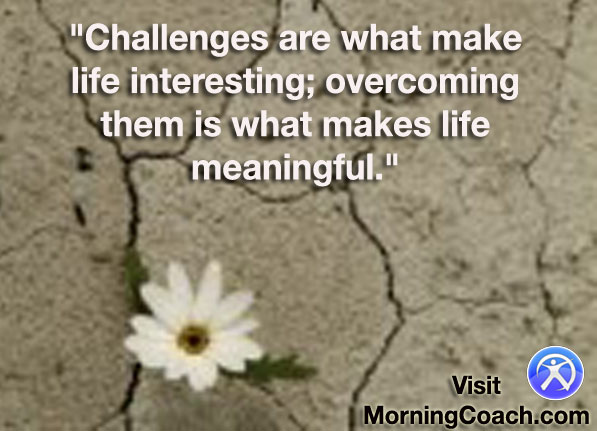 "Challenges are what make
life interesting; overcoming
them is what makes life
meaningful."
Visit
MorningCoach.com